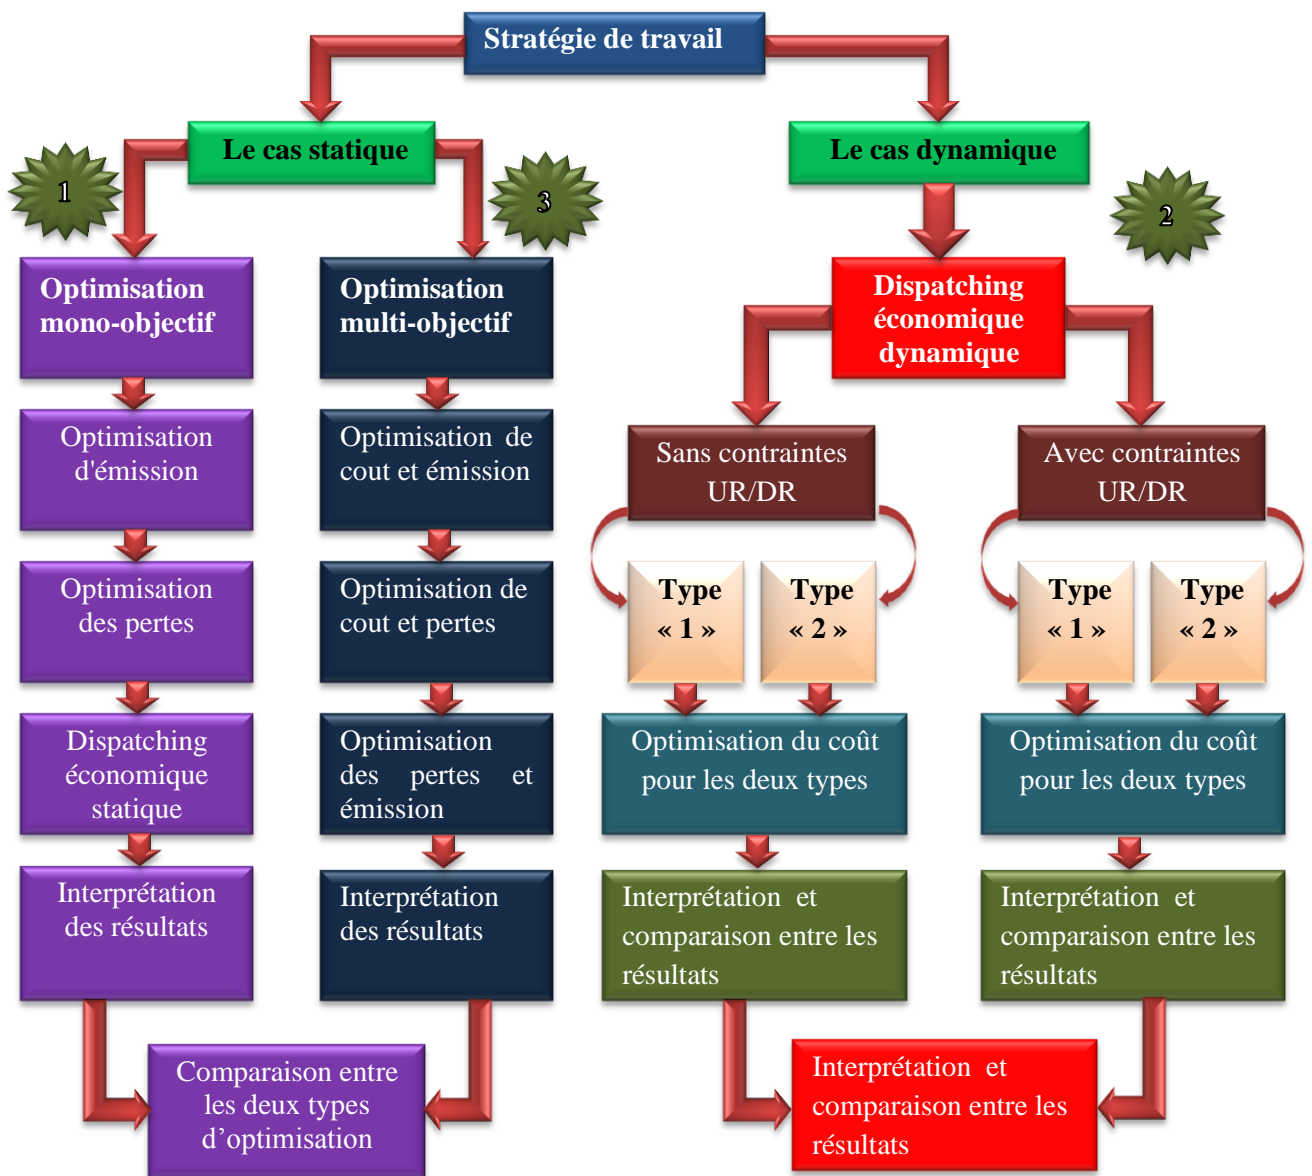 Stratégie de travail
Le cas statique
Le cas dynamique
1
3
2
Optimisation
mono-objectif
Optimisation
multi-objectif
Dispatching
économique
dynamique
Optimisation
d'émission
Optimisation de
cout et émission
Sans contraintes
UR/DR
Avec contraintes
UR/DR
Optimisation
des pertes
Optimisation de
cout et pertes
Type
« 1 »
Type
« 2 »
Type
« 1 »
Type
« 2 »
Dispatching
économique
statique
Optimisation
des pertes et
émission
Optimisation du coût
pour les deux types
Optimisation du coût
pour les deux types
Interprétation
des résultats
Interprétation
des résultats
Interprétation et
comparaison entre les
résultats
Interprétation et
comparaison entre les
résultats
Comparaison entre
les deux types
d’optimisation
Interprétation et
comparaison entre les
résultats